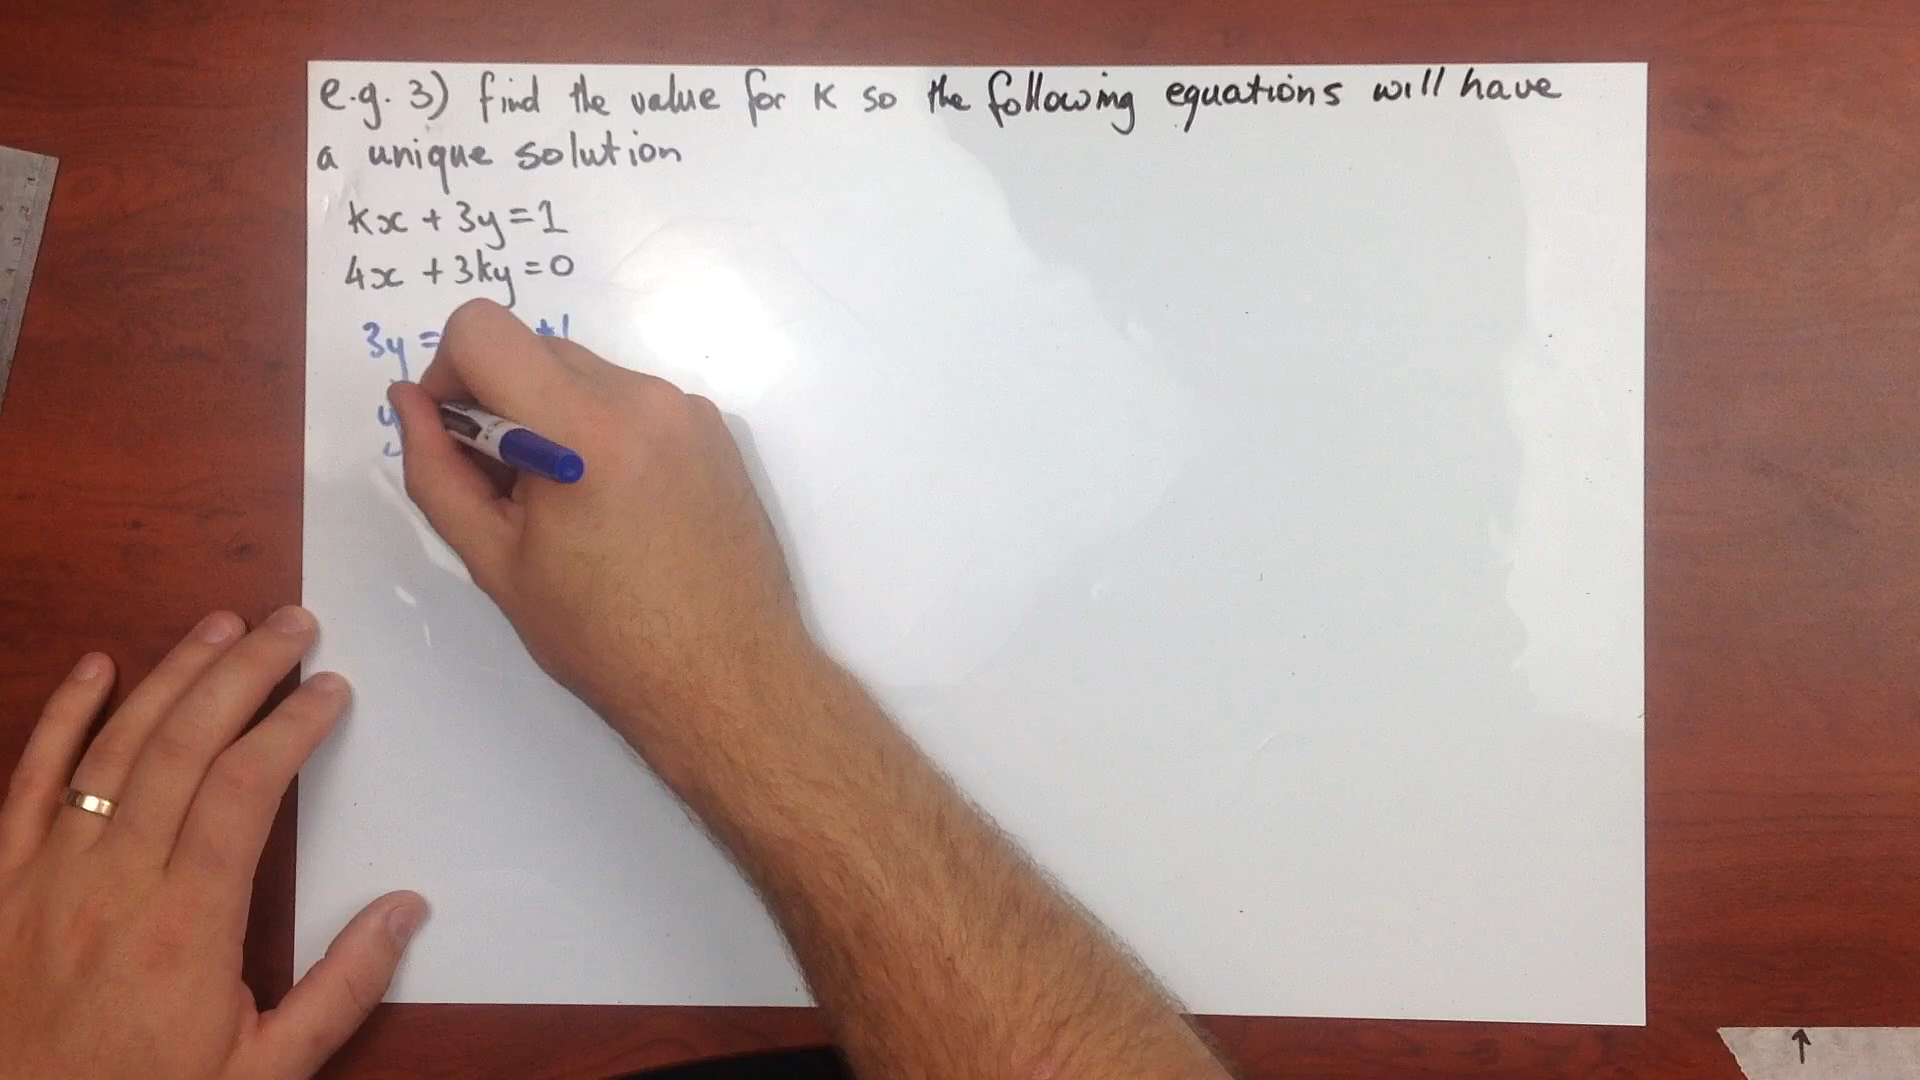 e.g. 3) find the value for K so the following equations will have
a unique solution
kx + 3y = 1
4x + 3ky = 0
3y = +1
y